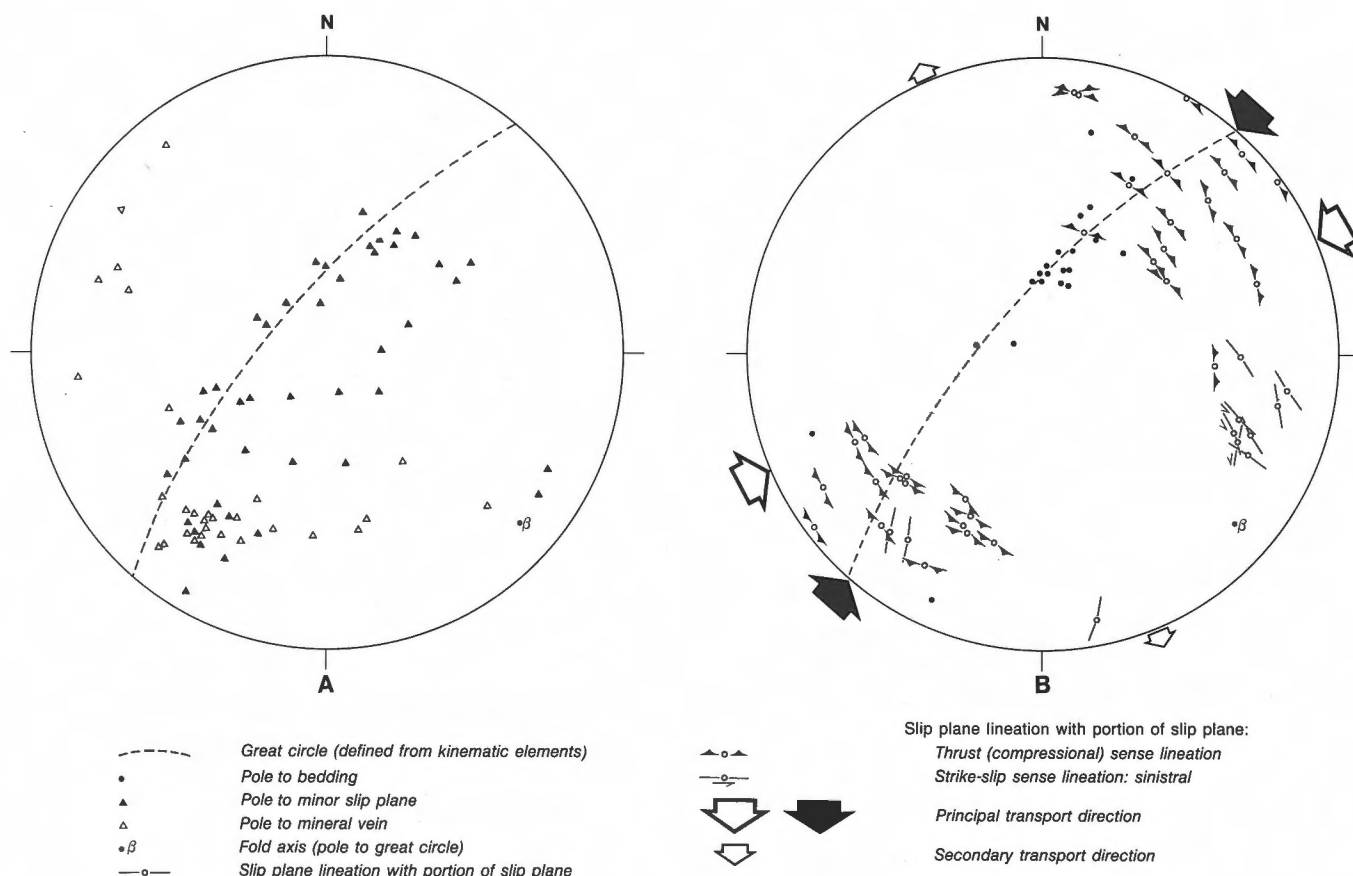 N
N
β
β
A
B
Great circle (defined from kinematic elements)
Pole to bedding
Pole to minor slip plane
Pole to mineral vein
β Fold axis (pole to great circle)
Slip plane lineation with portion of slip plane
Slip plane lineation with portion of slip plane:
Thrust (compressional) sense lineation
Strike-slip sense lineation: sinistral
Principal transport direction
Secondary transport direction